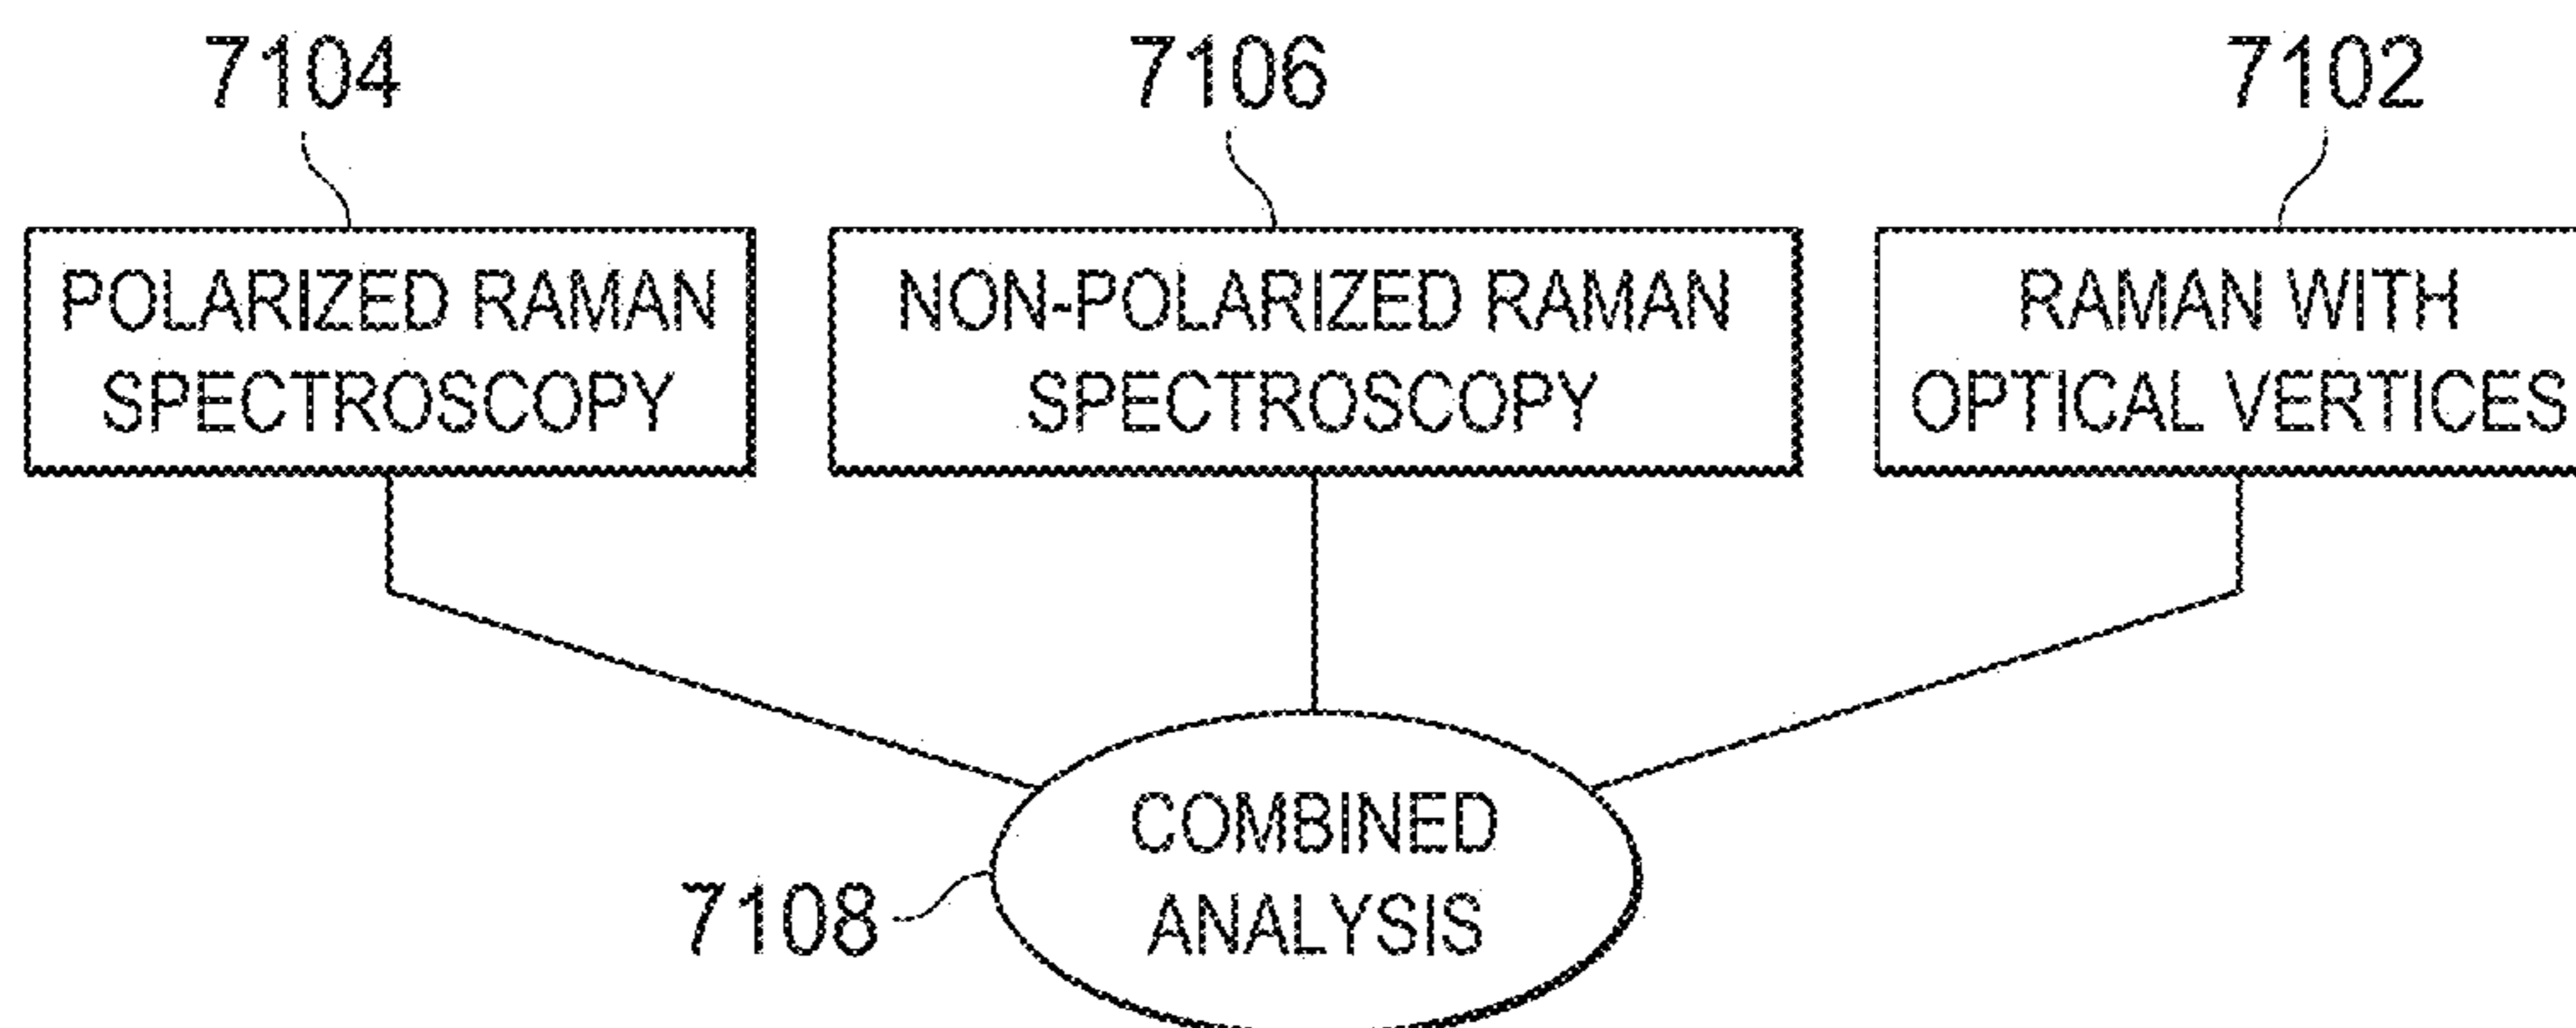 7104
7106
7102
POLARIZED RAMAN
SPECTROSCOPY
NON-POLARIZED RAMAN
SPECTROSCOPY
RAMAN WITH
OPTICAL VERTICES
COMBINED
ANALYSIS
7108